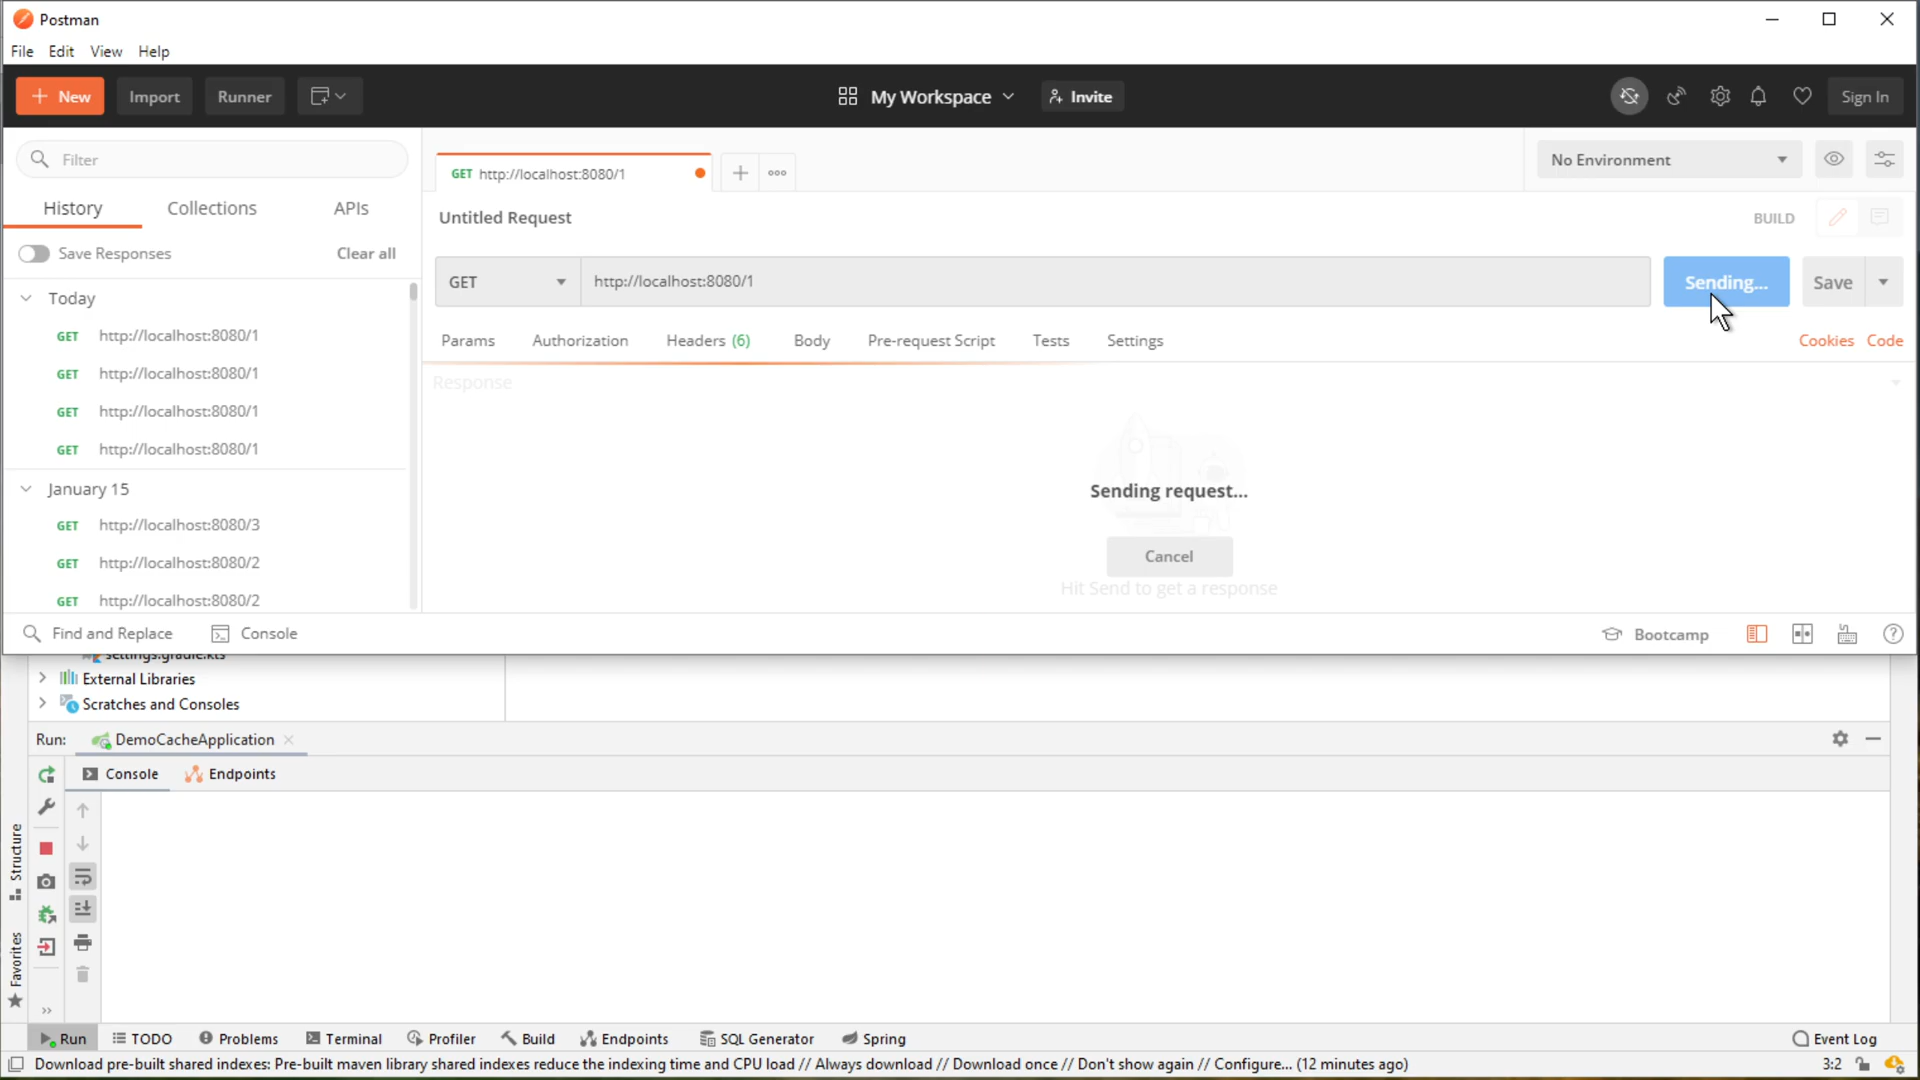 Postman
File Edit View Help
New Import Runner My Workspace Invite Sign In
Filter
No Environment
GET http://localhost:8080/1
History Collections APIs
Untitled Request
BUILD
Save Responses Clear all
GET http://localhost:8080/1 Sending... Save
Today
GET http://localhost:8080/1
GET http://localhost:8080/1
GET http://localhost:8080/1
GET http://localhost:8080/1
Params Authorization Headers (6) Body Pre-request Script Tests Settings Cookies Code
Response
January 15
GET http://localhost:8080/3
GET http://localhost:8080/2
GET http://localhost:8080/2
Sending request...
Cancel
Hit Send to get a response
Find and Replace Console Bootcamp
settings.gradle.kts
External Libraries
Scratches and Consoles
Run: DemoCacheApplication
Console Endpoints
Structure
Favorites
Run TODO Problems Terminal Profiler Build Endpoints SQL Generator Spring Event Log
Download pre-built shared indexes: Pre-built maven library shared indexes reduce the indexing time and CPU load // Always download // Download once // Don't show again // Configure... (12 minutes ago) 3:2